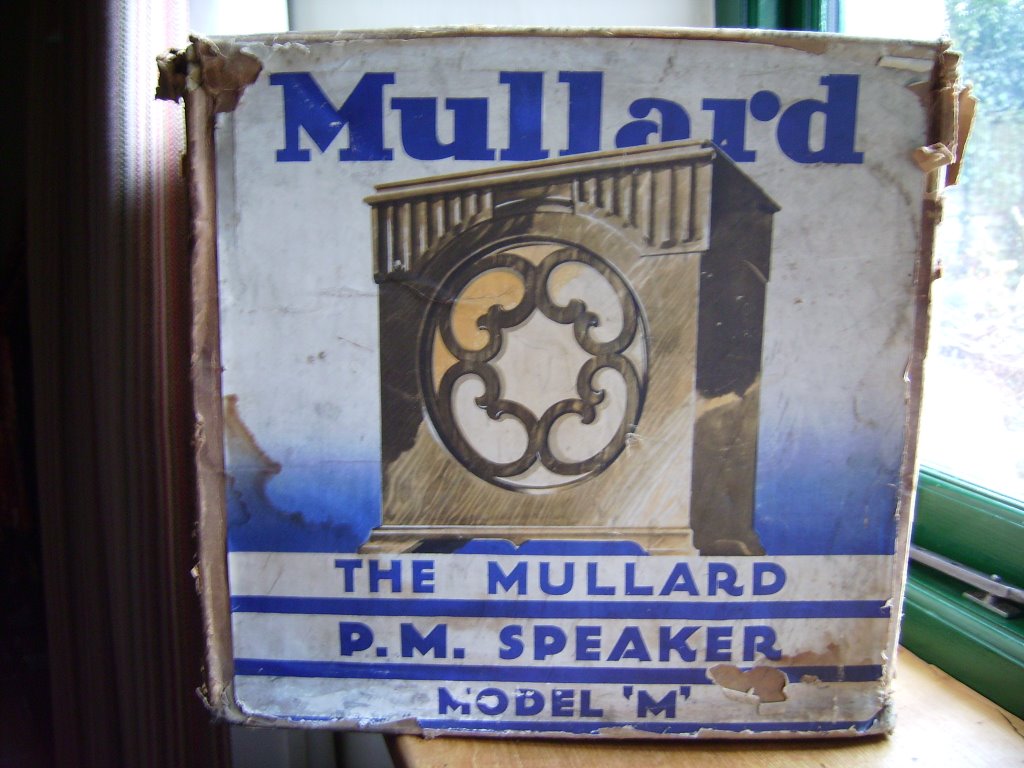 Mullard
THE MULLARD
P.M. SPEAKER
MODEL 'M'